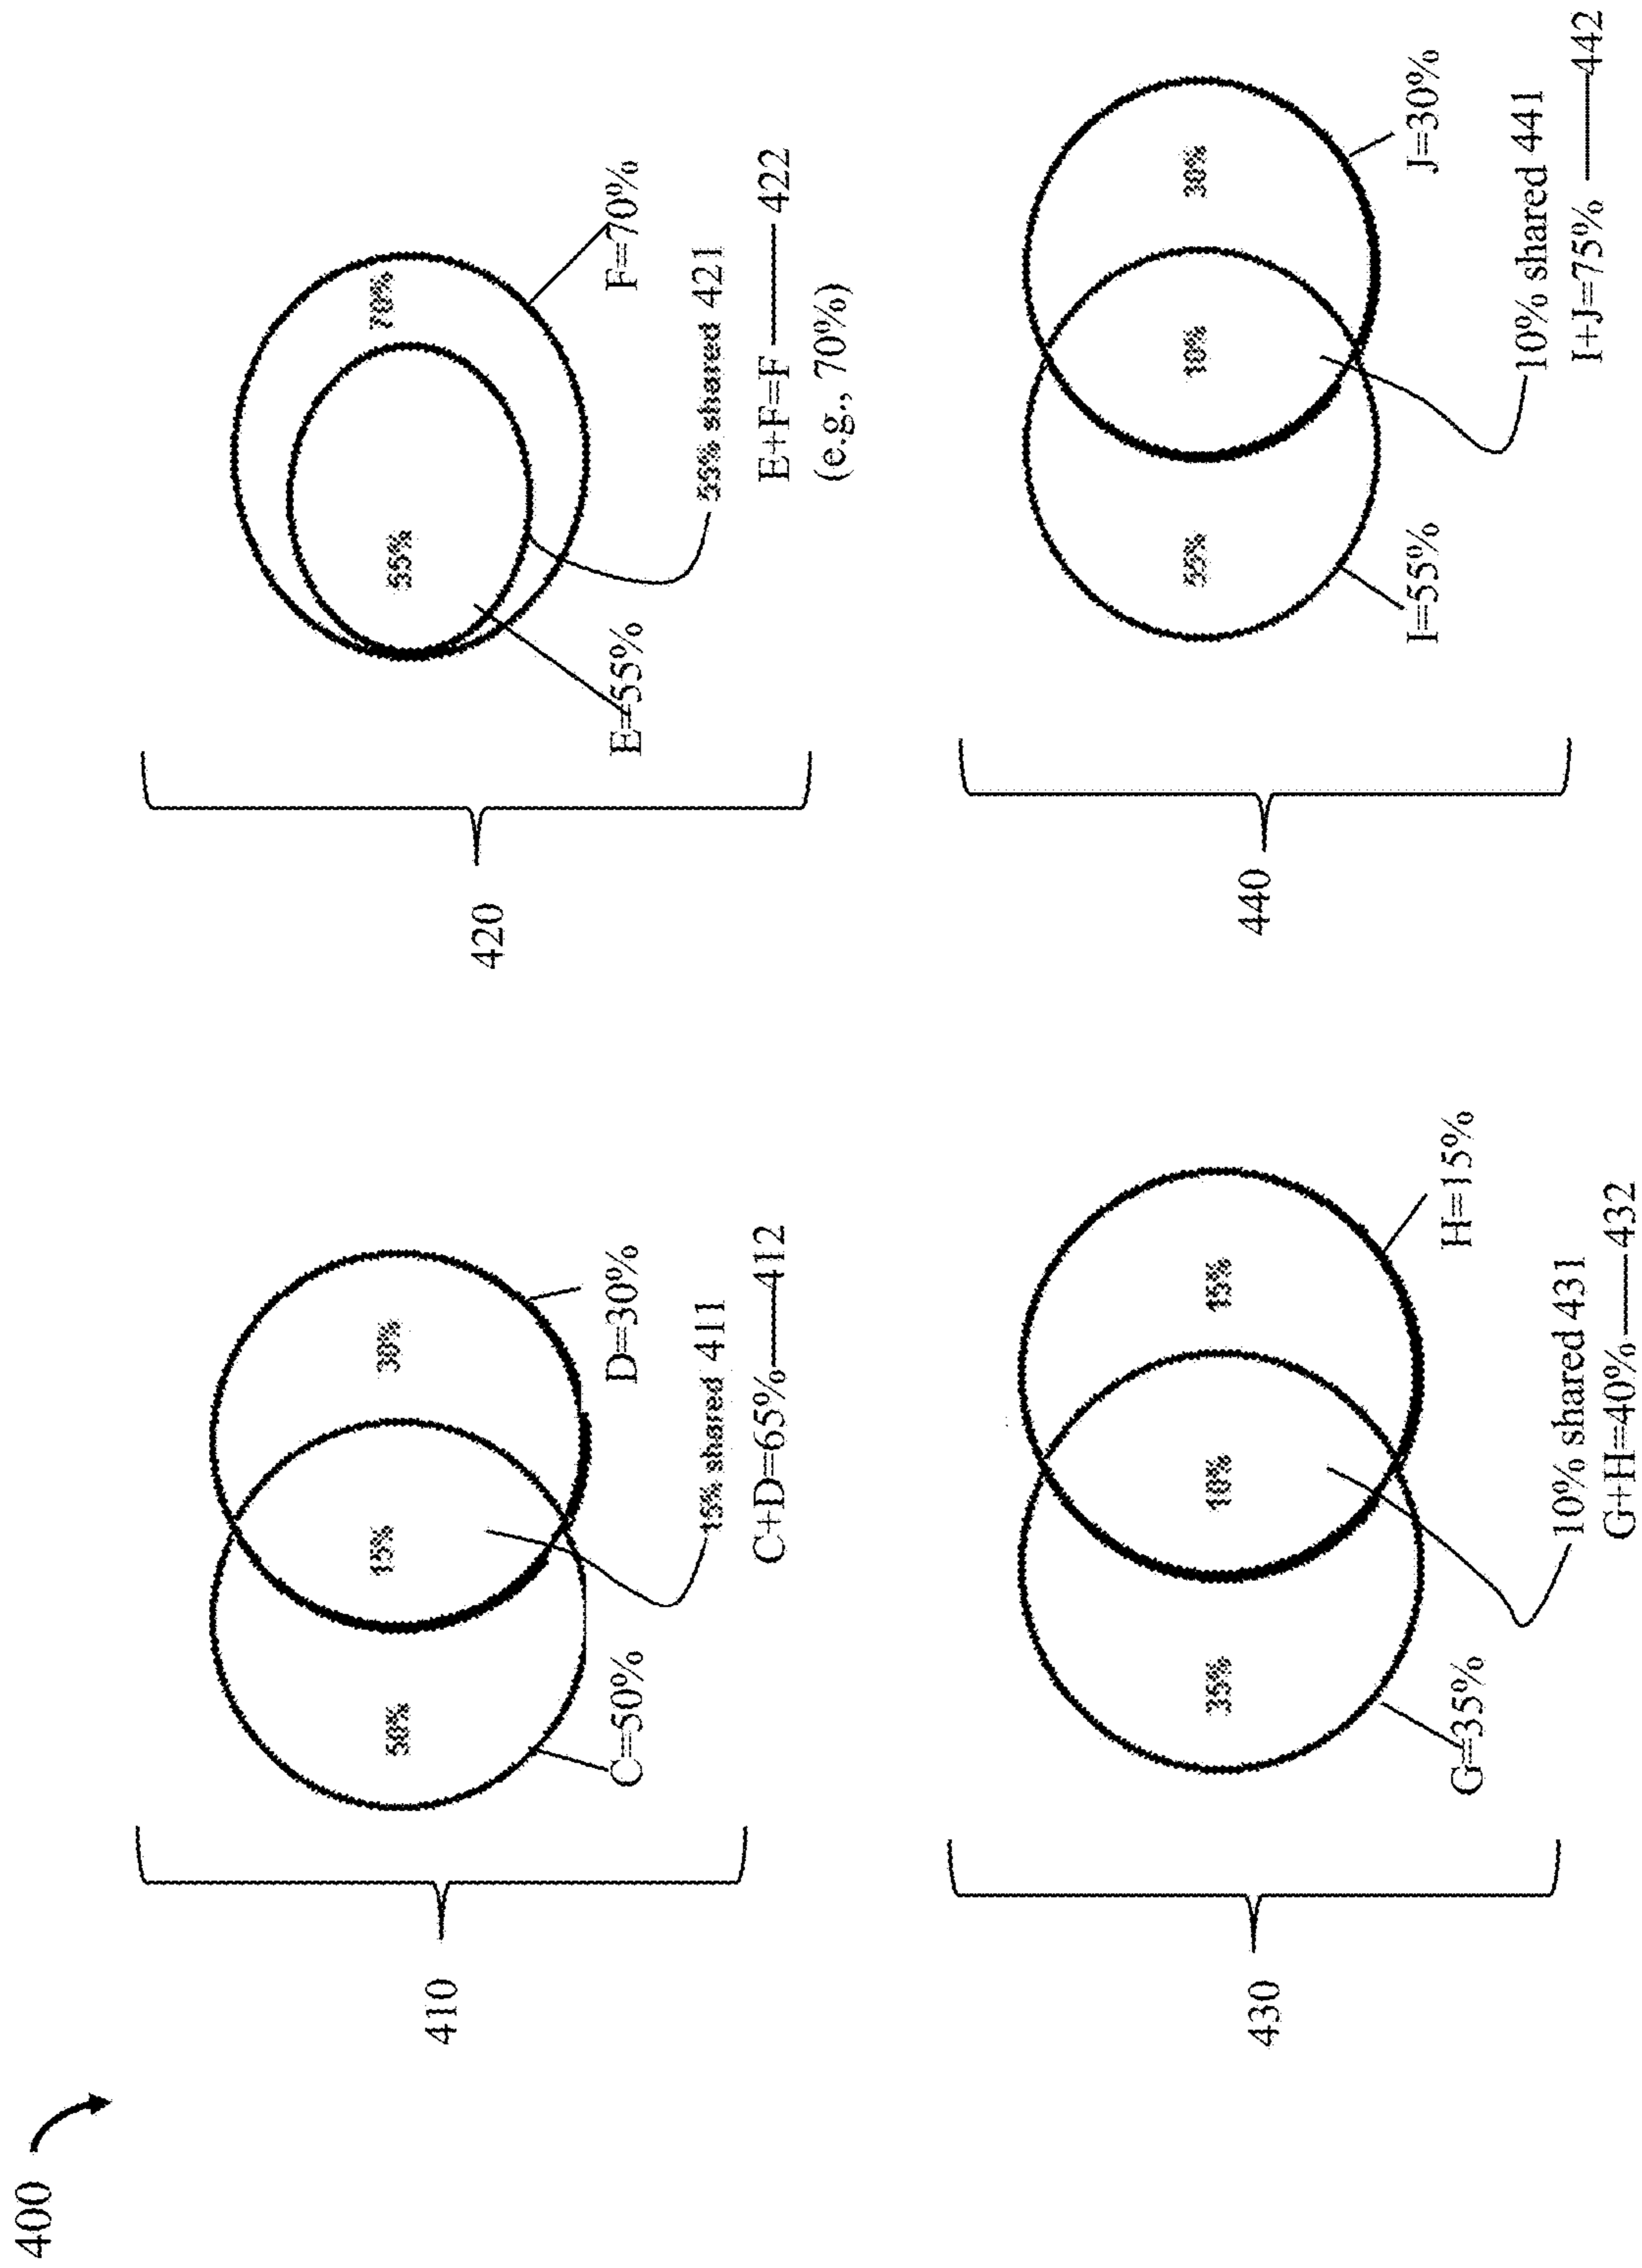 400
410
50%
15%
30%
C=50%
D=30%
15% shared 411
C+D=65% 412
420
55%
70%
E=55%
F=70%
55% shared 421
E+F=F 422
(e.g., 70%)
430
35%
10%
15%
G=35%
H=15%
10% shared 431
G+H=40% 432
440
55%
10%
30%
I=55%
J=30%
10% shared 441
I+J=75% 442